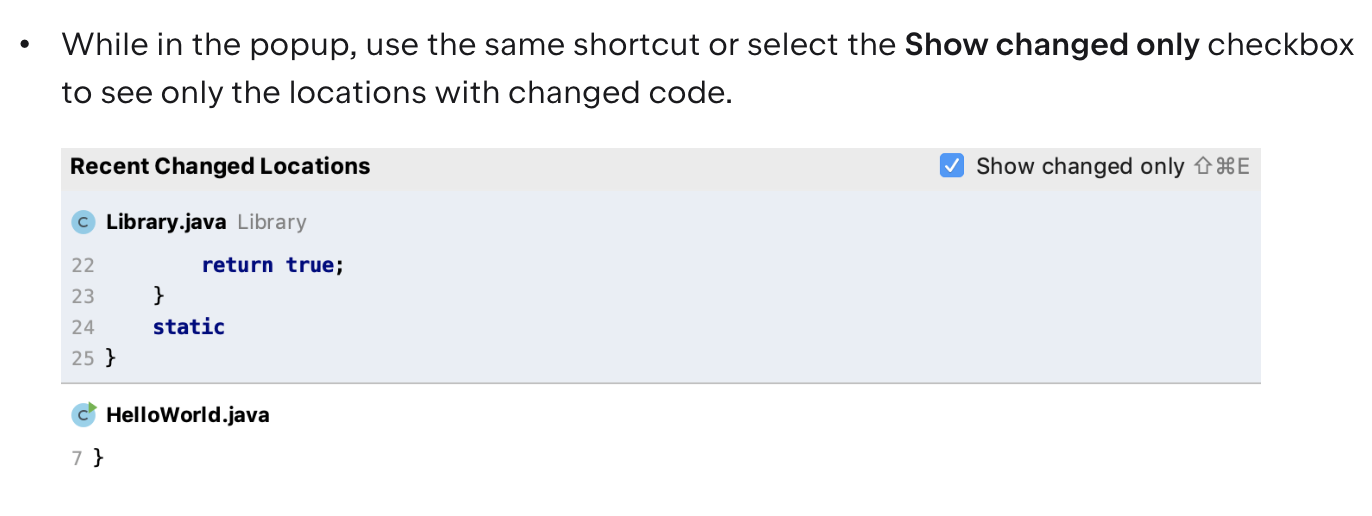 • While in the popup, use the same shortcut or select the Show changed only checkbox
to see only the locations with changed code.
Recent Changed Locations Show changed only ⇧⌘E
C Library.java Library
22 return true;
23 }
24 static
25 }
C HelloWorld.java
7 }